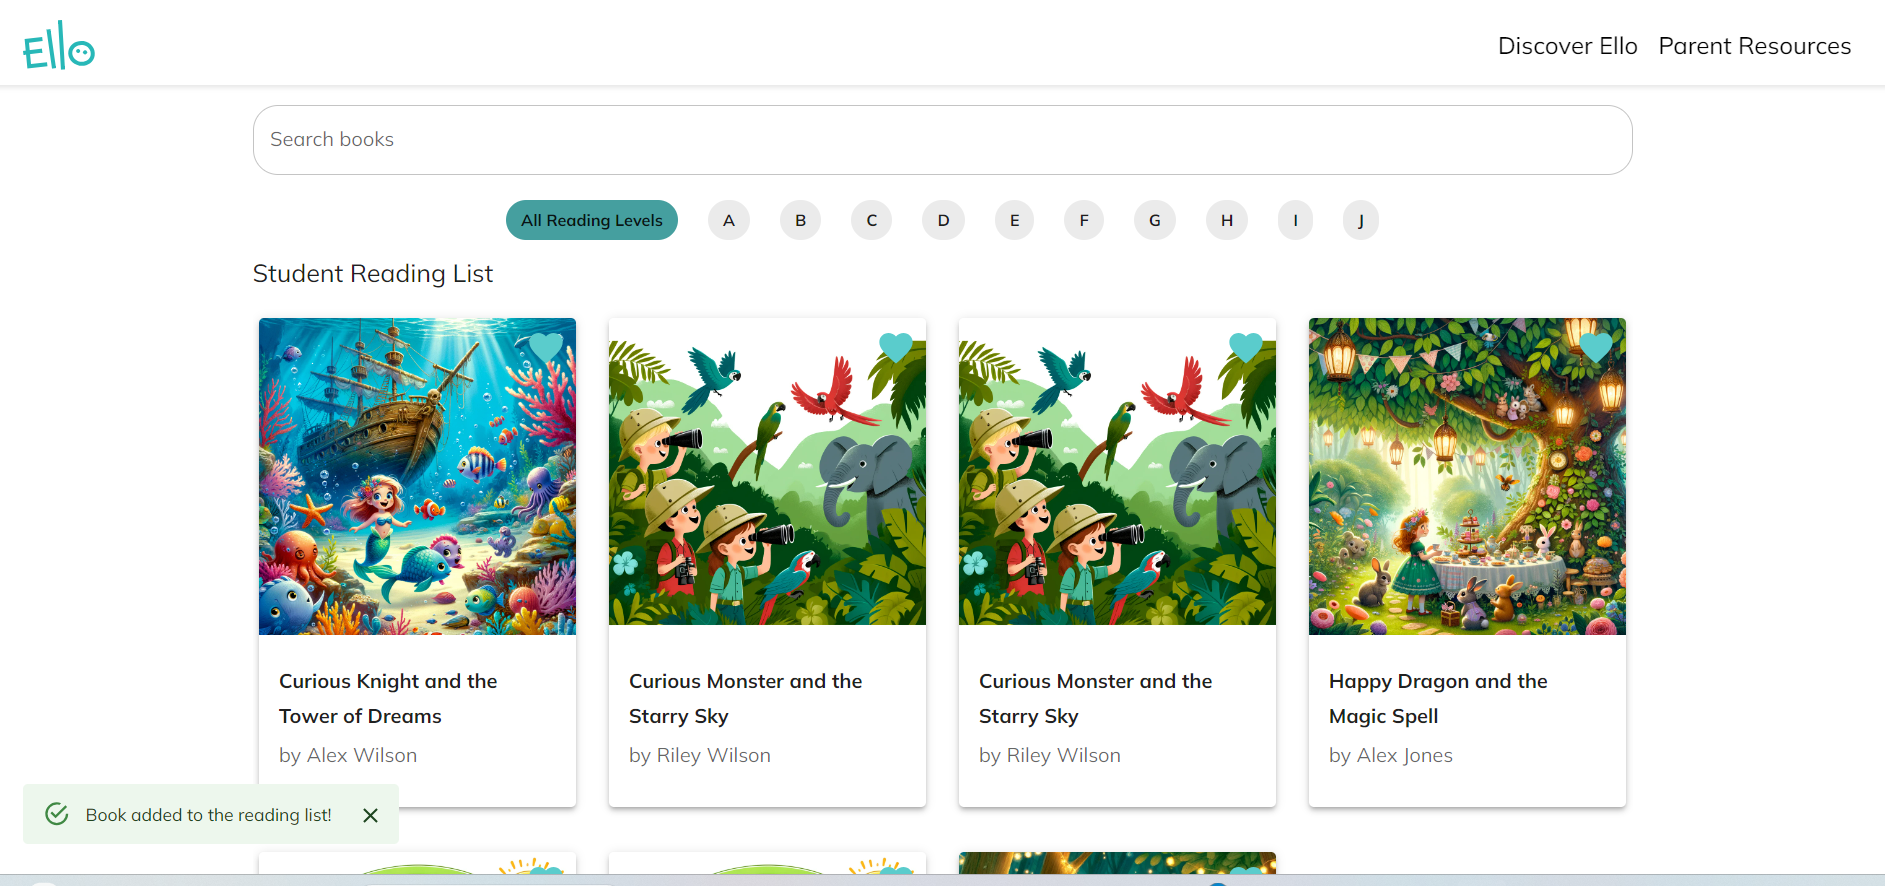 Ello
Discover Ello Parent Resources
Search books
All Reading Levels A B C D E F G H I J
Student Reading List
Curious Knight and the
Tower of Dreams
by Alex Wilson
Curious Monster and the
Starry Sky
by Riley Wilson
Curious Monster and the
Starry Sky
by Riley Wilson
Happy Dragon and the
Magic Spell
by Alex Jones
Book added to the reading list!